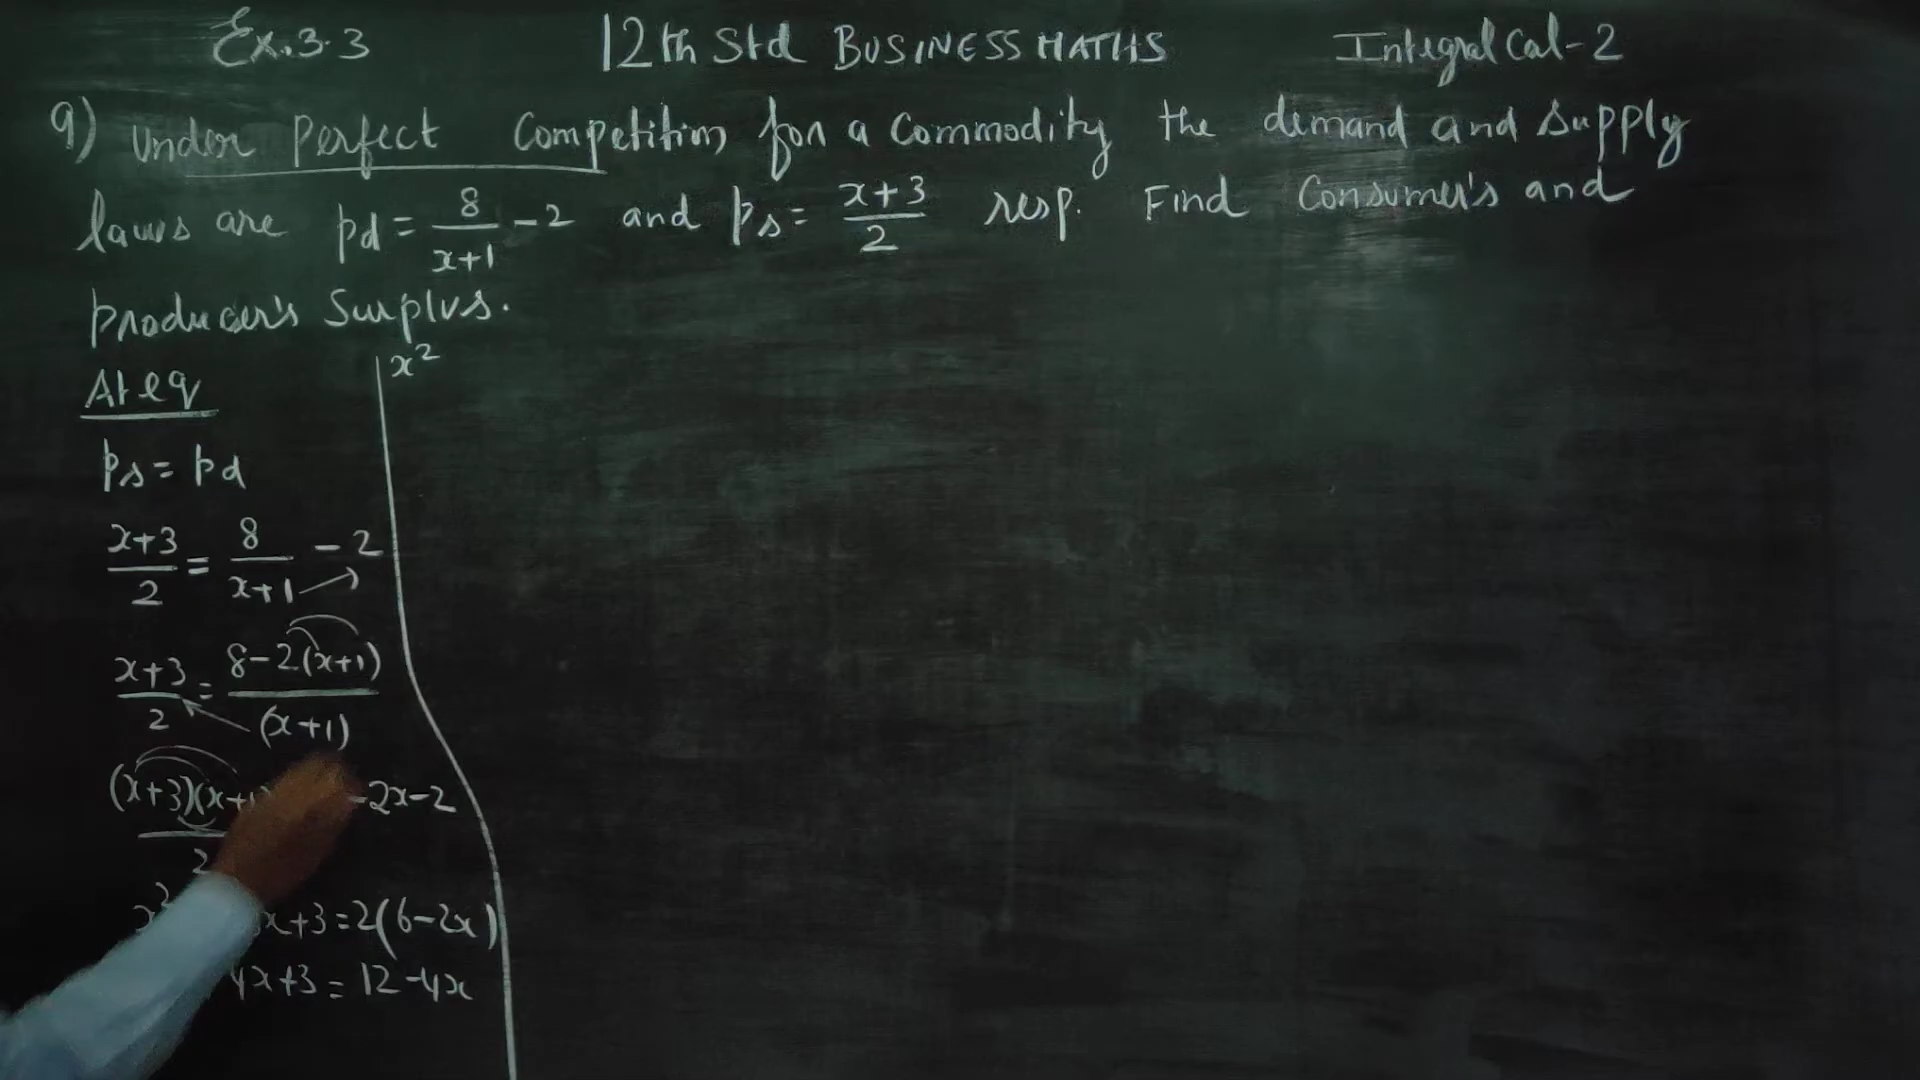 Ex.3.3 12th Std BUSINESS MATHS Integral Cal-2
9) Under Perfect Competition for a Commodity the demand and supply
laws are pd = 8/(x+1) - 2 and ps = (x+3)/2 resp. Find Consumer's and
producer's Surplus.
At eq
ps = pd
(x+3)/2 = 8/(x+1) - 2
(x+3)/2 = (8-2(x+1))/(x+1)
(x+3)(x+ -2x-2
2
x+3=2(6-2x)
4x+3 = 12-4x
x²